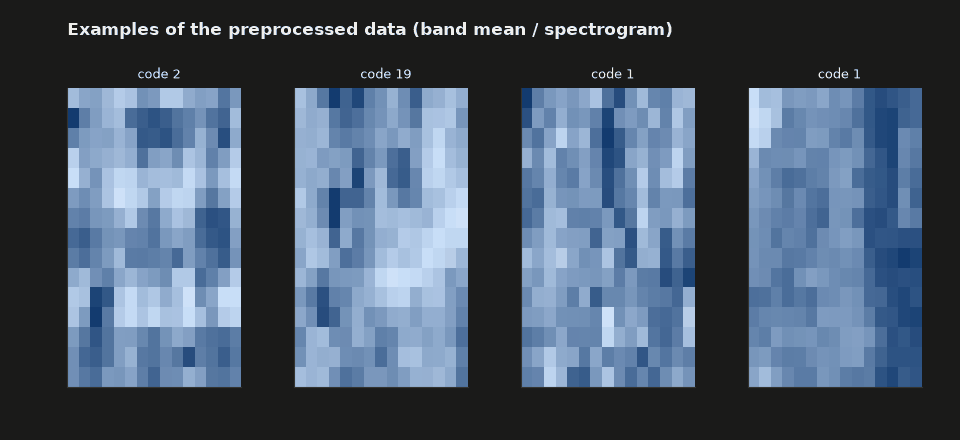 Examples of the preprocessed data (band mean / spectrogram)
code 2
code 19
code 1
code 1